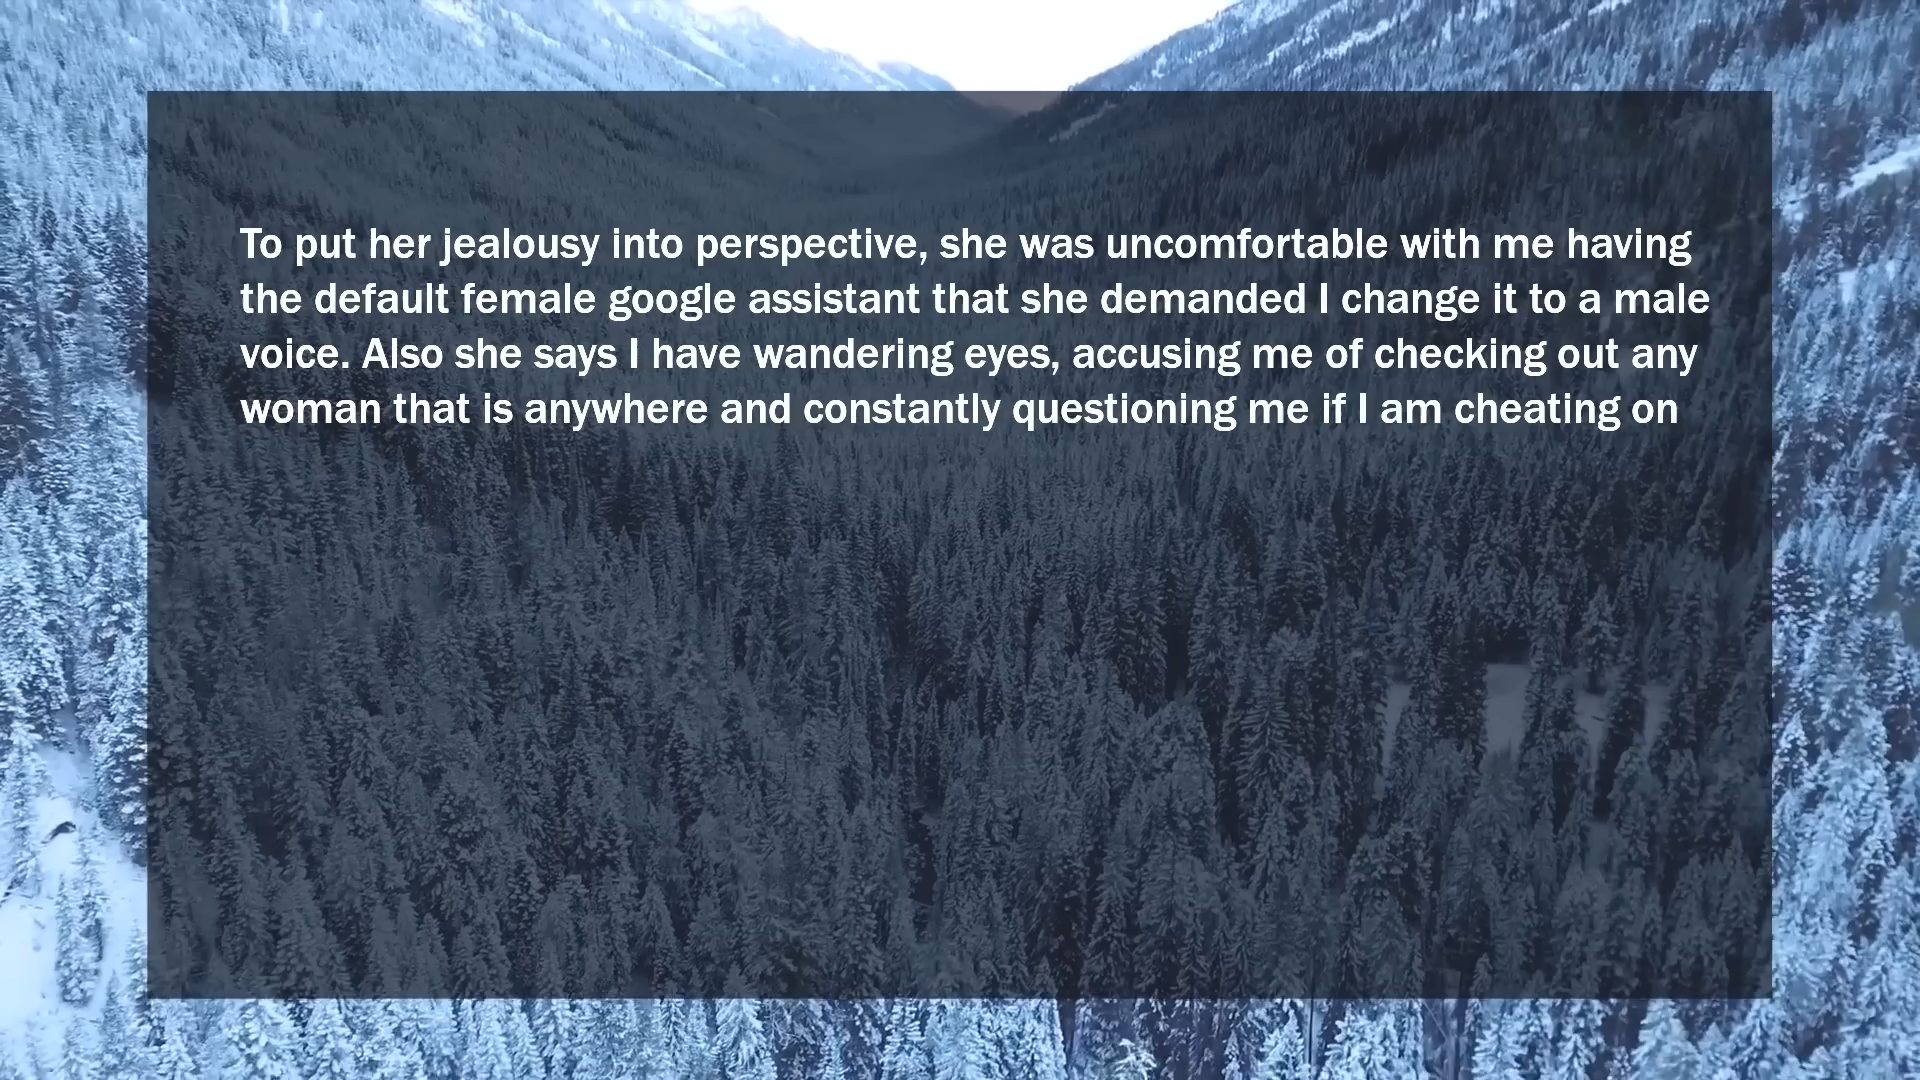 To put her jealousy into perspective, she was uncomfortable with me having
the default female google assistant that she demanded I change it to a male
voice. Also she says I have wandering eyes, accusing me of checking out any
woman that is anywhere and constantly questioning me if I am cheating on